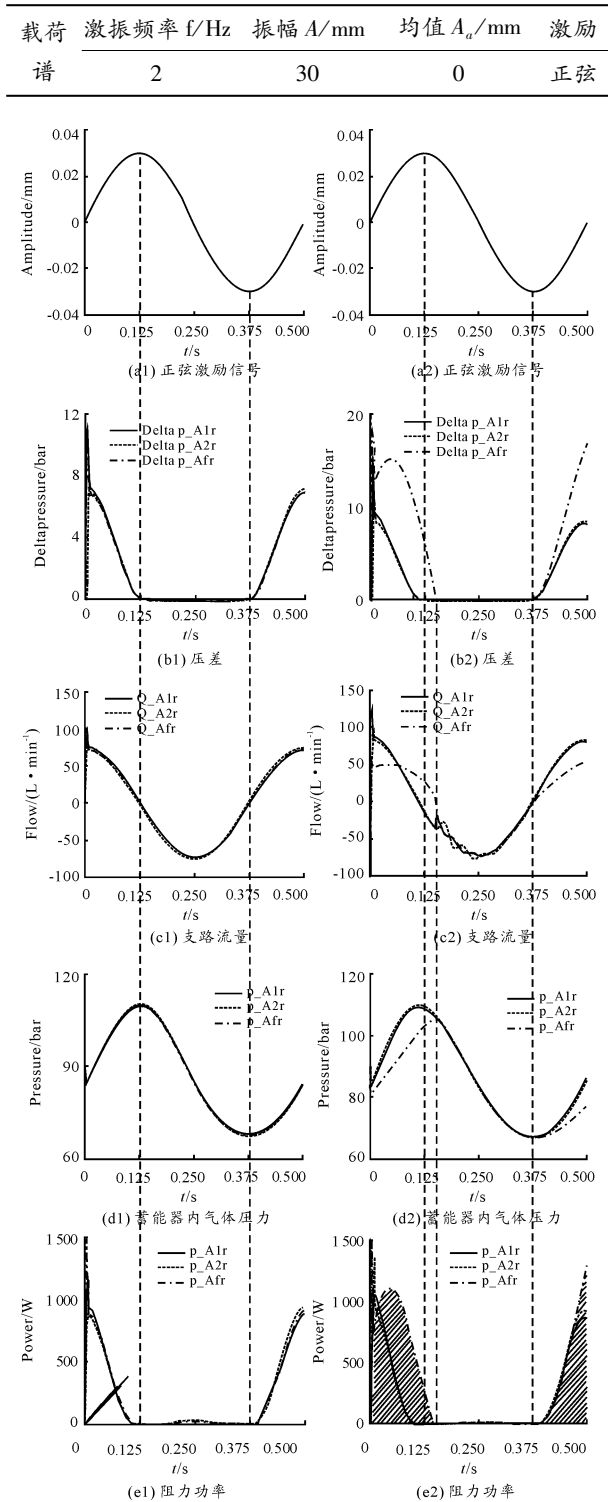 载荷 激振频率 f/Hz 振幅 A/mm 均值 Aa/mm 激励
谱 2 30 0 正弦
0.04 0.04
0.02 0.02
0 0
-0.02 -0.02
-0.04 -0.04
Amplitude/mm Amplitude/mm
0 0.125 0.250 0.375 0.500 0 0.125 0.250 0.375 0.500
t/s t/s
(a1) 正弦激励信号 (a2) 正弦激励信号
12 20
Delta p_A1r Delta p_A1r
Delta p_A2r Delta p_A2r
Delta p_Afr Delta p_Afr
8 10
4
0 0
Deltapressure/bar Deltapressure/bar
0 0.125 0.250 0.375 0.500 0 0.125 0.250 0.375 0.500
t/s t/s
(b1) 压差 (b2) 压差
150 150
Q_A1r Q_A1r
Q_A2r Q_A2r
Q_Afr Q_Afr
100 100
50 50
0 0
-50 -50
-100 -100
Flow/(L·min⁻¹) Flow/(L·min⁻¹)
0 0.125 0.250 0.375 0.500 0 0.125 0.250 0.375 0.500
t/s t/s
(c1) 支路流量 (c2) 支路流量
120 120
p_A1r p_A1r
p_A2r p_A2r
p_Afr p_Afr
90 100
80
60 60
Pressure/bar Pressure/bar
0 0.125 0.250 0.375 0.500 0 0.125 0.250 0.375 0.500
t/s t/s
(d1) 蓄能器内气体压力 (d2) 蓄能器内气体压力
1 500 1 500
p_A1r p_A1r
p_A2r p_A2r
p_Afr p_Afr
1 000 1 000
500 500
0 0
Power/W Power/W
0 0.125 0.250 0.375 0.500 0 0.125 0.250 0.375 0.500
t/s t/s
(e1) 阻力功率 (e2) 阻力功率